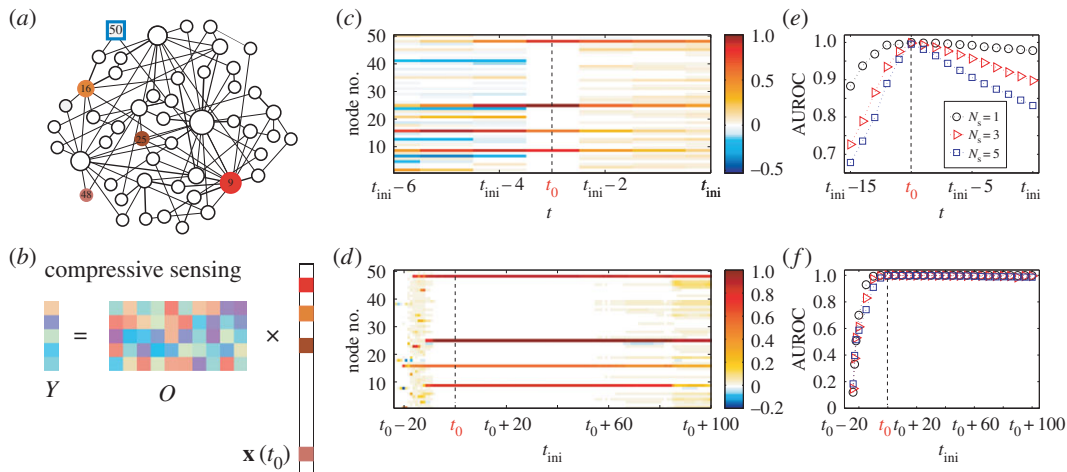 (a)
50
16
25
9
48
(b)
compressive sensing
Y = O × x(t0)
(c)
node no.
50
40
30
20
10
tini−6 tini−4 t0 tini−2 tini
t
1.0
0.5
0
−0.5
(d)
node no.
50
40
30
20
10
t0−20 t0 t0+20 t0+60 t0+100
tini
1.0
0.8
0.6
0.4
0.2
0
−0.2
(e)
AUROC
1.0
0.9
0.8
0.7
Ns=1
Ns=3
Ns=5
tini−15 t0 tini−5 tini
t
(f)
AUROC
1.0
0.8
0.6
0.4
0.2
0
t0−20 t0 t0+20 t0+60 t0+100
tini